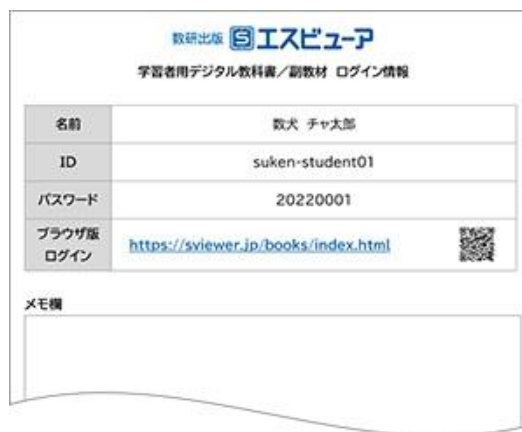 数研出版 S エスビューア
学習者用デジタル教科書／副教材 ログイン情報
名前 数犬 チャ太郎
ID suken-student01
パスワード 20220001
ブラウザ版
ログイン https://sviewer.jp/books/index.html
メモ欄